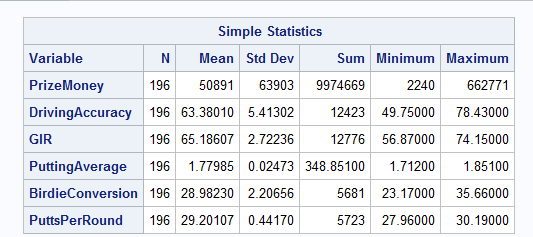 Simple Statistics
Variable N Mean Std Dev Sum Minimum Maximum
PrizeMoney 196 50891 63903 9974669 2240 662771
DrivingAccuracy 196 63.38010 5.41302 12423 49.75000 78.43000
GIR 196 65.18607 2.72236 12776 56.87000 74.15000
PuttingAverage 196 1.77985 0.02473 348.85100 1.71200 1.85100
BirdieConversion 196 28.98230 2.20656 5681 23.17000 35.66000
PuttsPerRound 196 29.20107 0.44170 5723 27.96000 30.19000